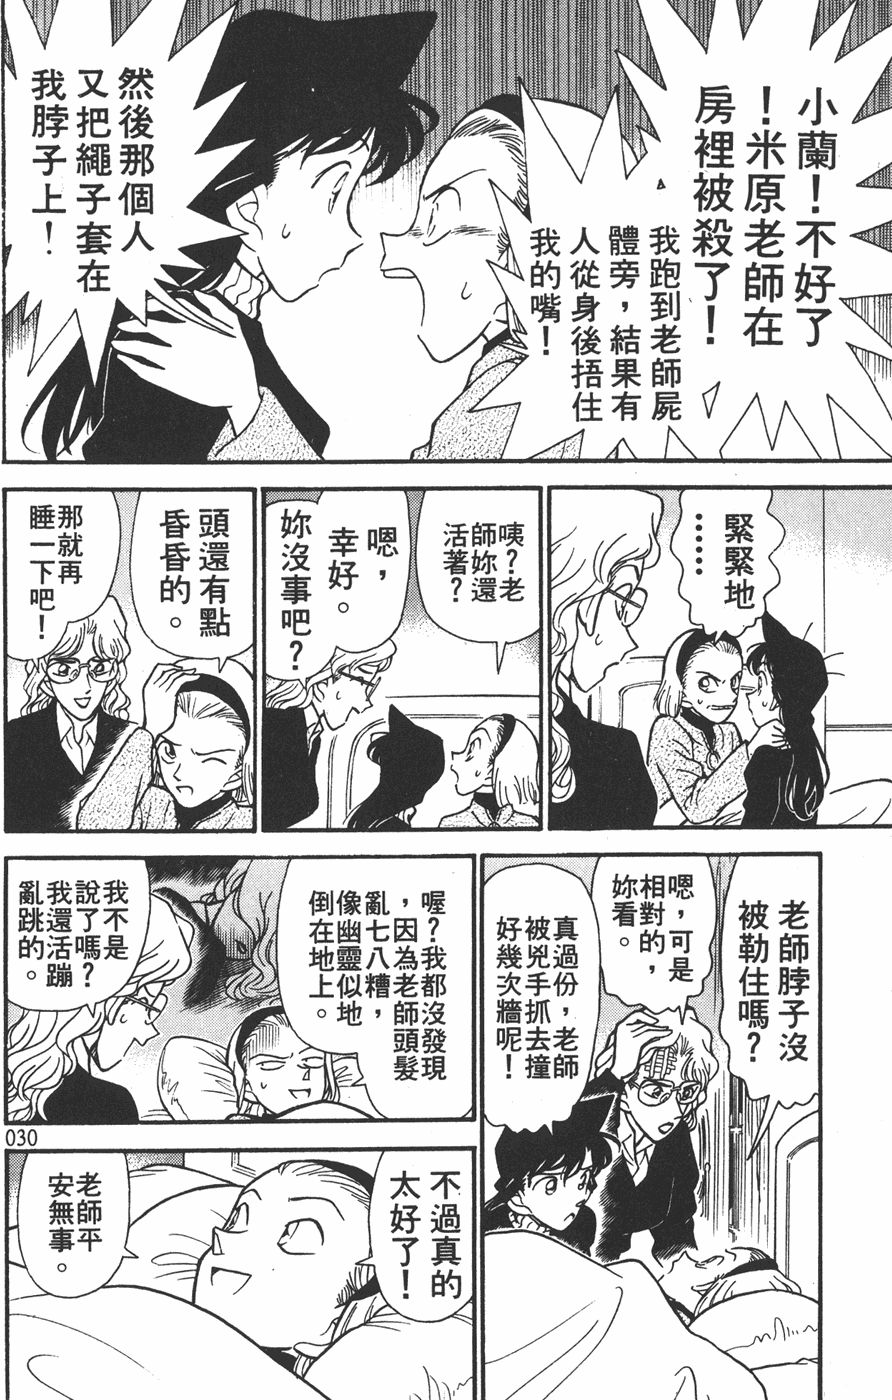 小蘭！不好了
！米原老師在
房裡被殺了！
我跑到老師屍
體旁，結果有
人從身後捂住
我的嘴！
然後那個人
又把繩子套在
我脖子上！
緊緊地
……
咦？老
師妳還
活著？
嗯，
幸好。
妳沒事吧？
頭還有點
昏昏的。
那就再
睡一下吧！
老師脖子沒
被勒住嗎？
嗯，可是
相對的，
妳看。
真過份，老師
被兇手抓去撞
好幾次牆呢！
喔？我都沒發現
，因為老師頭髮
亂七八糟，
像幽靈似地
倒在地上。
我不是
說了嗎？
我還活蹦
亂跳的。
030
不過真的
太好了！
老師平
安無事。